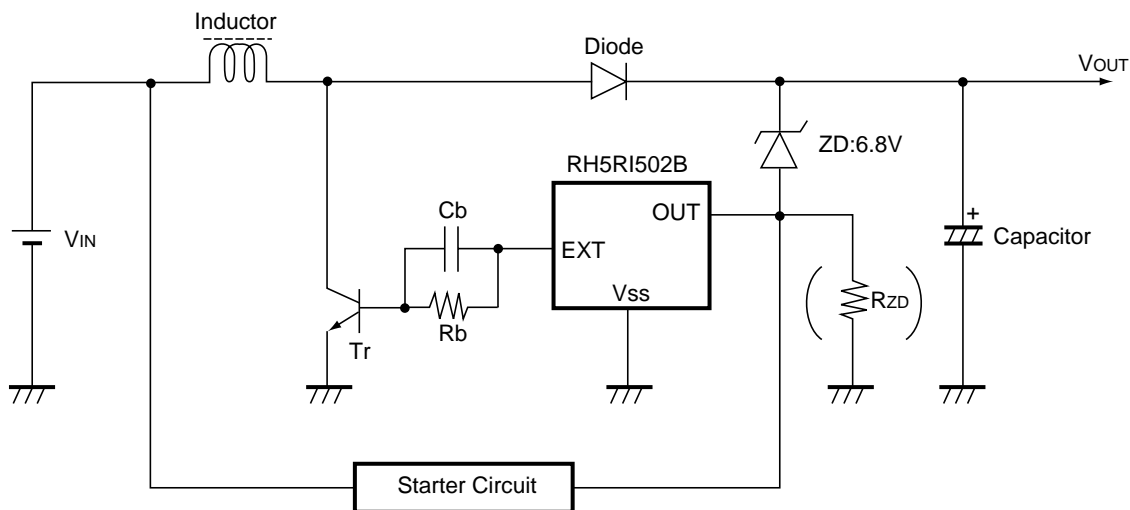 Inductor
Diode
VOUT
ZD:6.8V
RH5RI502B
Cb
OUT
+
VIN
EXT
Capacitor
Vss
RZD
Rb
Tr
Starter Circuit